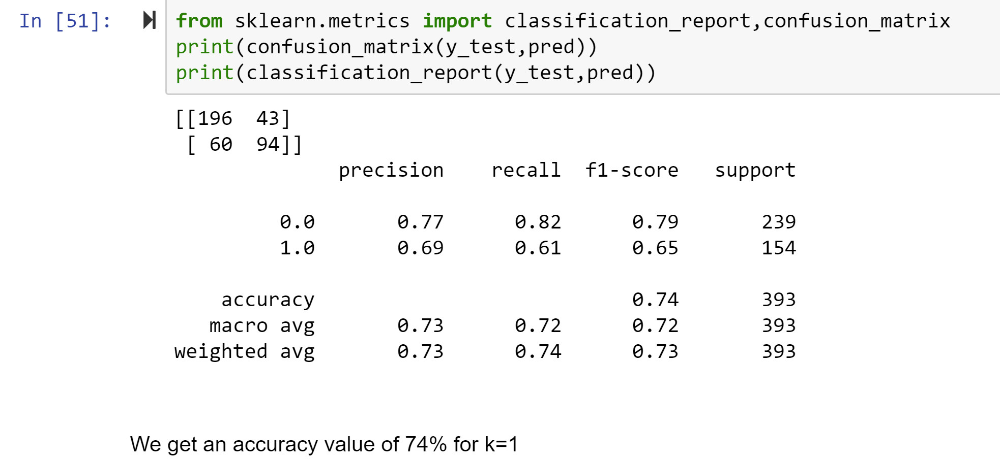 In [51]:
from sklearn.metrics import classification_report,confusion_matrix
print(confusion_matrix(y_test,pred))
print(classification_report(y_test,pred))
[[196  43]
 [ 60  94]]
              precision    recall  f1-score   support

         0.0       0.77      0.82      0.79       239
         1.0       0.69      0.61      0.65       154

    accuracy                           0.74       393
   macro avg       0.73      0.72      0.72       393
weighted avg       0.73      0.74      0.73       393

We get an accuracy value of 74% for k=1